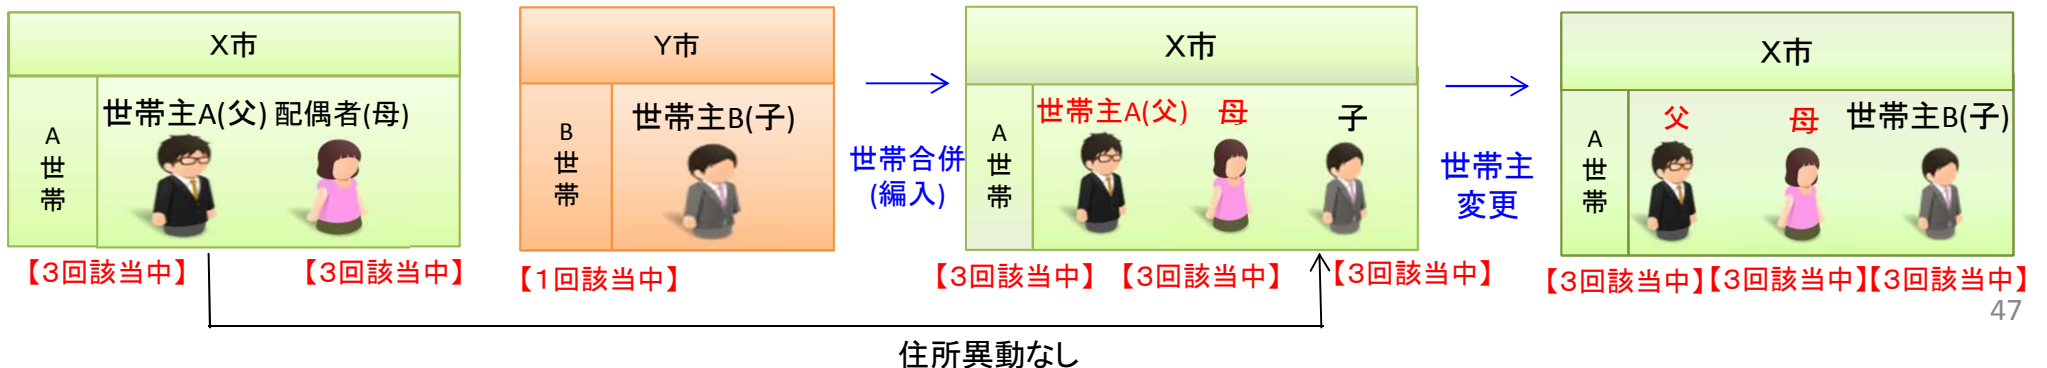 X市
A世帯
世帯主A(父) 配偶者(母)
【3回該当中】 【3回該当中】
Y市
B世帯
世帯主B(子)
【1回該当中】
世帯合併
(編入)
X市
A世帯
世帯主A(父) 母 子
【3回該当中】 【3回該当中】 【3回該当中】
世帯主
変更
X市
A世帯
父 母 世帯主B(子)
【3回該当中】【3回該当中】【3回該当中】
住所異動なし
47